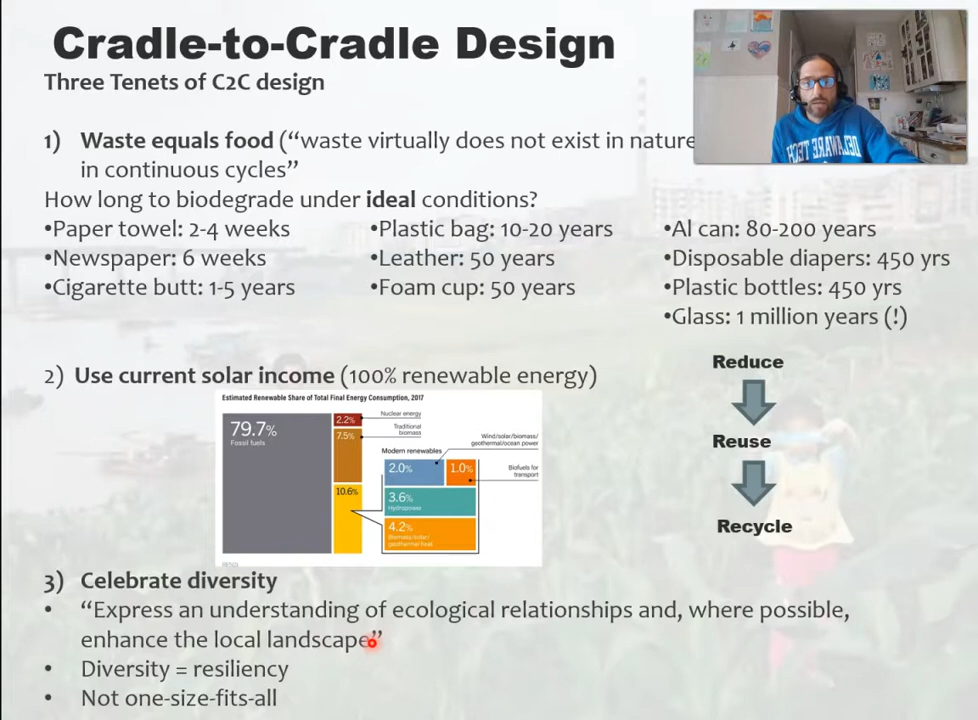 Cradle-to-Cradle Design
Three Tenets of C2C design
DELAWARE TECH
1) Waste equals food (“waste virtually does not exist in nature
in continuous cycles”
How long to biodegrade under ideal conditions?
•Paper towel: 2-4 weeks
•Newspaper: 6 weeks
•Cigarette butt: 1-5 years
•Plastic bag: 10-20 years
•Leather: 50 years
•Foam cup: 50 years
•Al can: 80-200 years
•Disposable diapers: 450 yrs
•Plastic bottles: 450 yrs
•Glass: 1 million years (!)
2) Use current solar income (100% renewable energy)
Estimated Renewable Share of Total Final Energy Consumption, 2017
79.7%
Fossil fuels
2.2%
Nuclear energy
7.5%
Traditional
biomass
10.6%
Modern renewables
Wind/solar/biomass/
geothermal/ocean power
2.0%
1.0%
Biofuels for
transport
3.6%
Hydropower
4.2%
Biomass/solar/
geothermal heat
Reduce
Reuse
Recycle
3) Celebrate diversity
• “Express an understanding of ecological relationships and, where possible,
enhance the local landscape”
• Diversity = resiliency
• Not one-size-fits-all